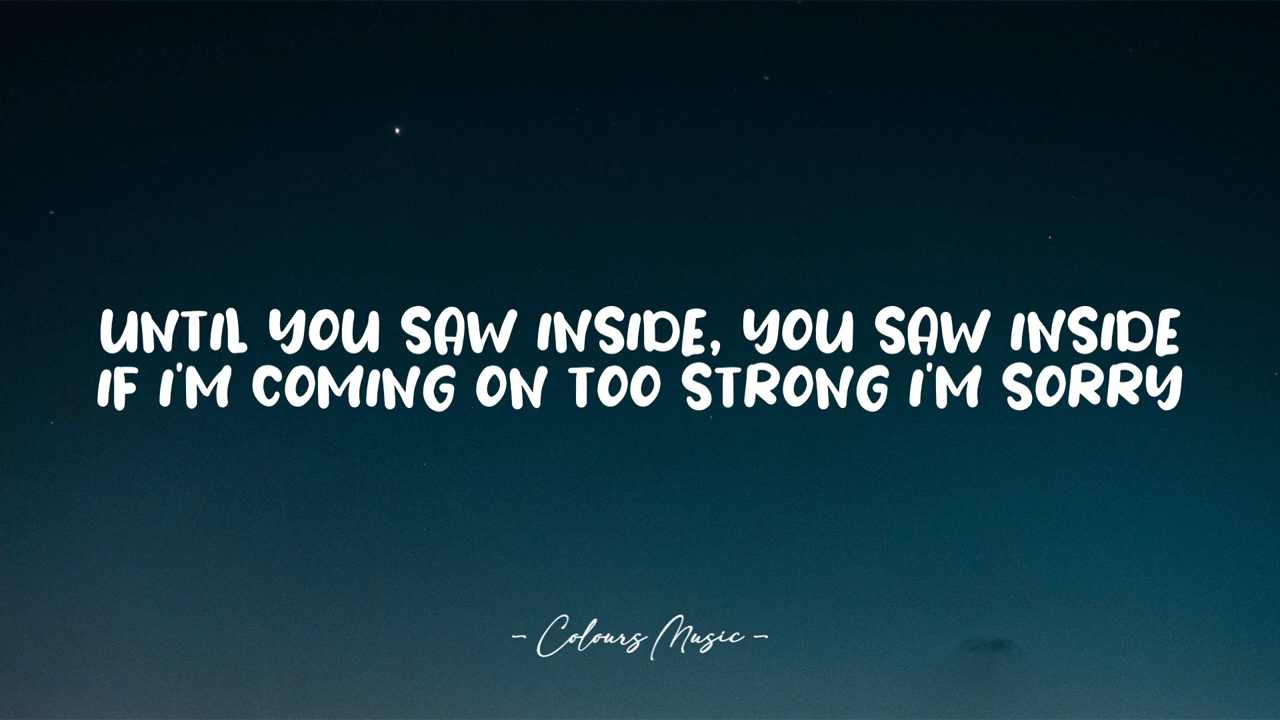 UNTIL YOU SAW INSIDE, YOU SAW INSIDE
IF I'M COMING ON TOO STRONG I'M SORRY
- Colours Music -